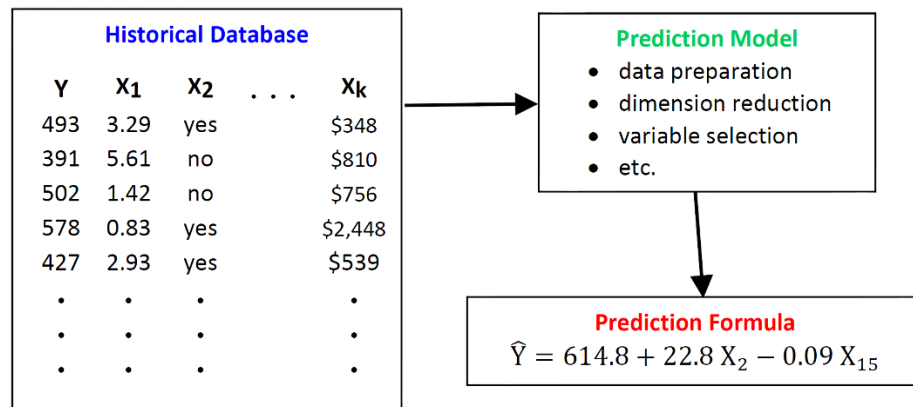 Historical Database
Y X₁ X₂ . . . Xₖ
493 3.29 yes $348
391 5.61 no $810
502 1.42 no $756
578 0.83 yes $2,448
427 2.93 yes $539
Prediction Model
• data preparation
• dimension reduction
• variable selection
• etc.
Prediction Formula
Ŷ = 614.8 + 22.8 X₂ − 0.09 X₁₅